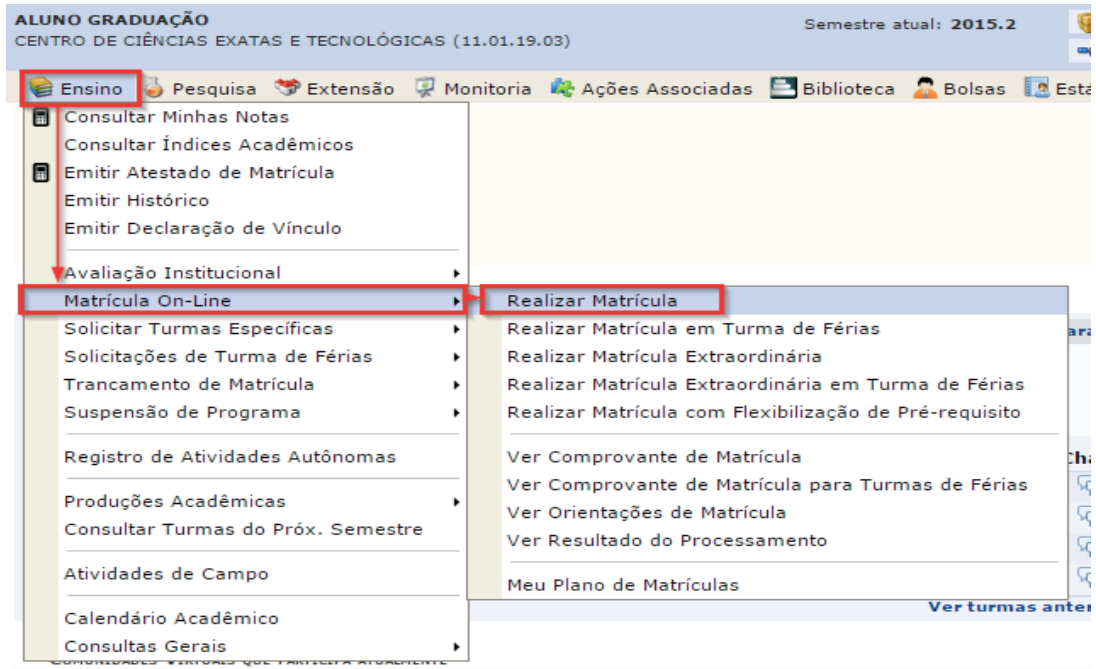 ALUNO GRADUAÇÃO
Semestre atual: 2015.2
CENTRO DE CIÊNCIAS EXATAS E TECNOLÓGICAS (11.01.19.03)
Ensino Pesquisa Extensão Monitoria Ações Associadas Biblioteca Bolsas Está
Consultar Minhas Notas
Consultar Índices Acadêmicos
Emitir Atestado de Matrícula
Emitir Histórico
Emitir Declaração de Vínculo
Avaliação Institucional
Matrícula On-Line
Solicitar Turmas Específicas
Solicitações de Turma de Férias
Trancamento de Matrícula
Suspensão de Programa
Registro de Atividades Autônomas
Produções Acadêmicas
Consultar Turmas do Próx. Semestre
Atividades de Campo
Calendário Acadêmico
Consultas Gerais
Realizar Matrícula
Realizar Matrícula em Turma de Férias
Realizar Matrícula Extraordinária
Realizar Matrícula Extraordinária em Turma de Férias
Realizar Matrícula com Flexibilização de Pré-requisito
Ver Comprovante de Matrícula
Ver Comprovante de Matrícula para Turmas de Férias
Ver Orientações de Matrícula
Ver Resultado do Processamento
Meu Plano de Matrículas
Ver turmas anter